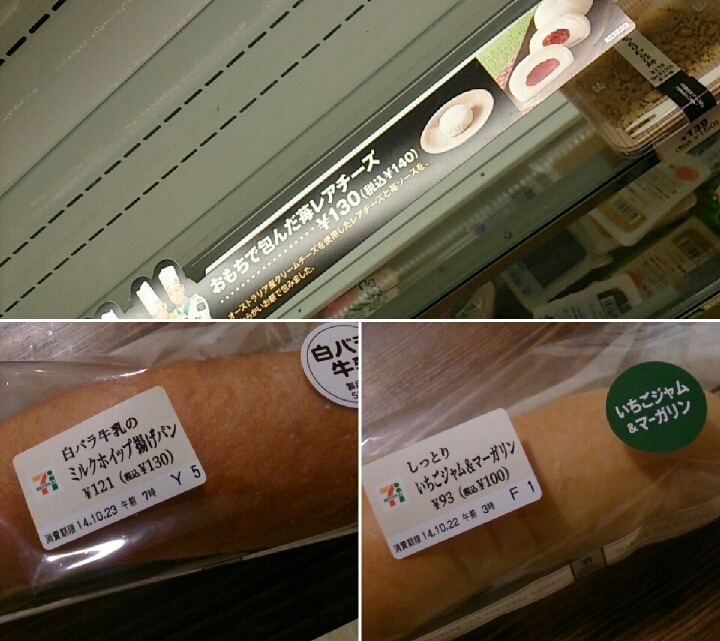 おもちで包んだ苺レアチーズ
¥130(税込¥140)
オーストラリア産クリームチーズを使用したレアチーズと苺ソースを、
¥139
白バラ牛乳の
ミルクホイップ揚げパン
¥121 (税込¥130)
Y 5
消費期限 14.10.23 午前 7時
白バ
牛乳
いちごジャム
&マーガリン
しっとり
いちごジャム&マーガリン
¥93 (税込¥100)
F 1
消費期限 14.10.22 午前 3時